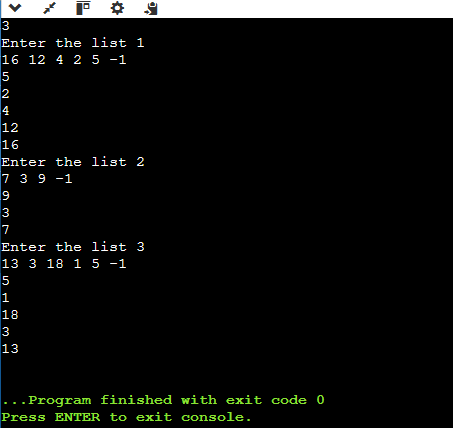 3
Enter the list 1
16 12 4 2 5 -1
5
2
4
12
16
Enter the list 2
7 3 9 -1
9
3
7
Enter the list 3
13 3 18 1 5 -1
5
1
18
3
13
...Program finished with exit code 0
Press ENTER to exit console.